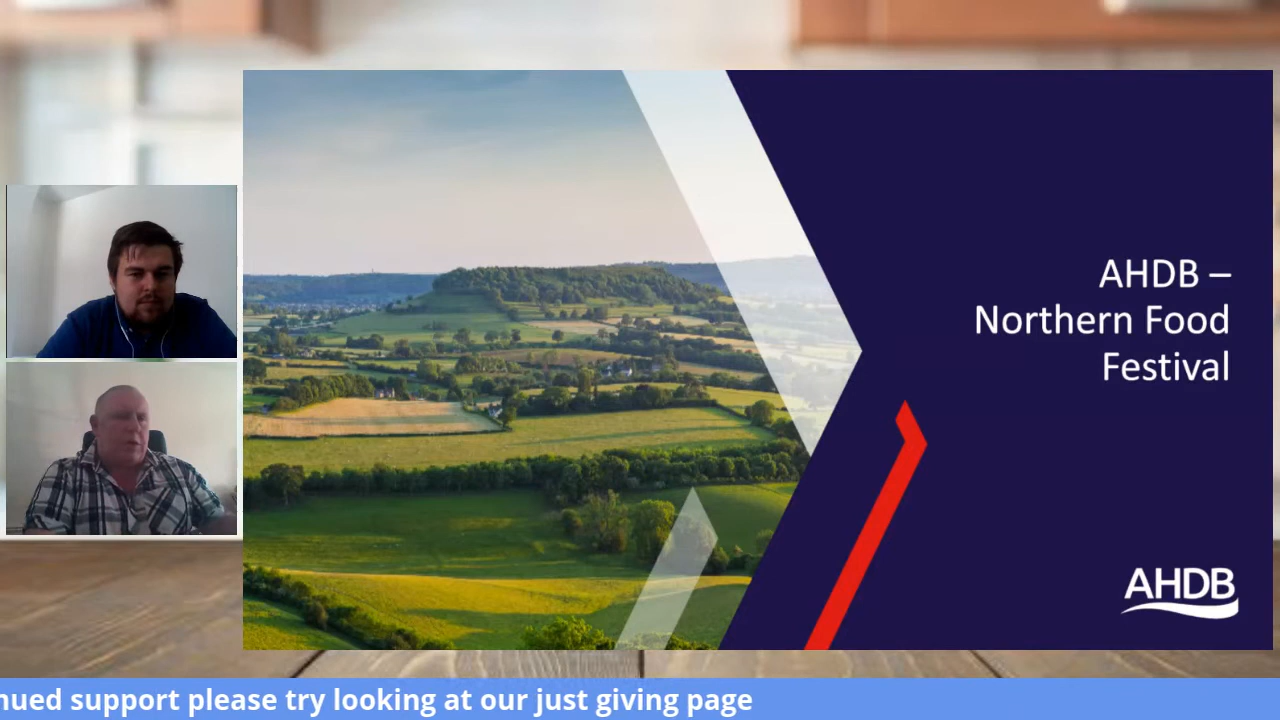 AHDB –
Northern Food
Festival
AHDB
nued support please try looking at our just giving page